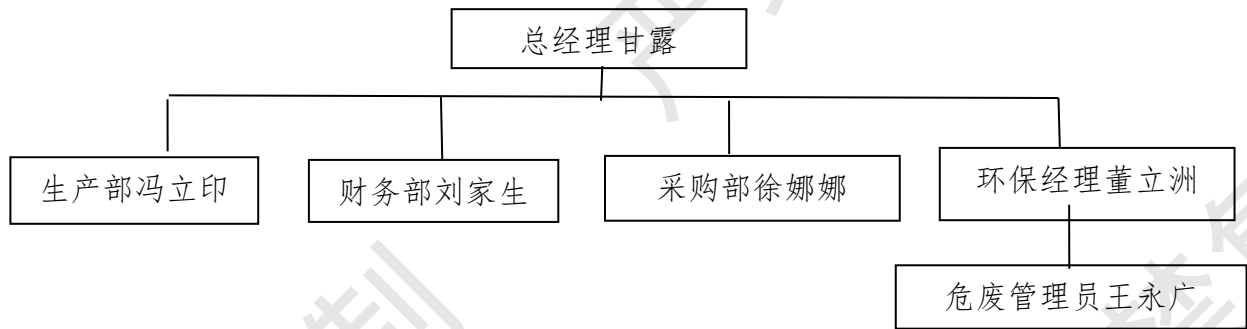 总经理甘露
生产部冯立印
财务部刘家生
采购部徐娜娜
环保经理董立洲
危废管理员王永广